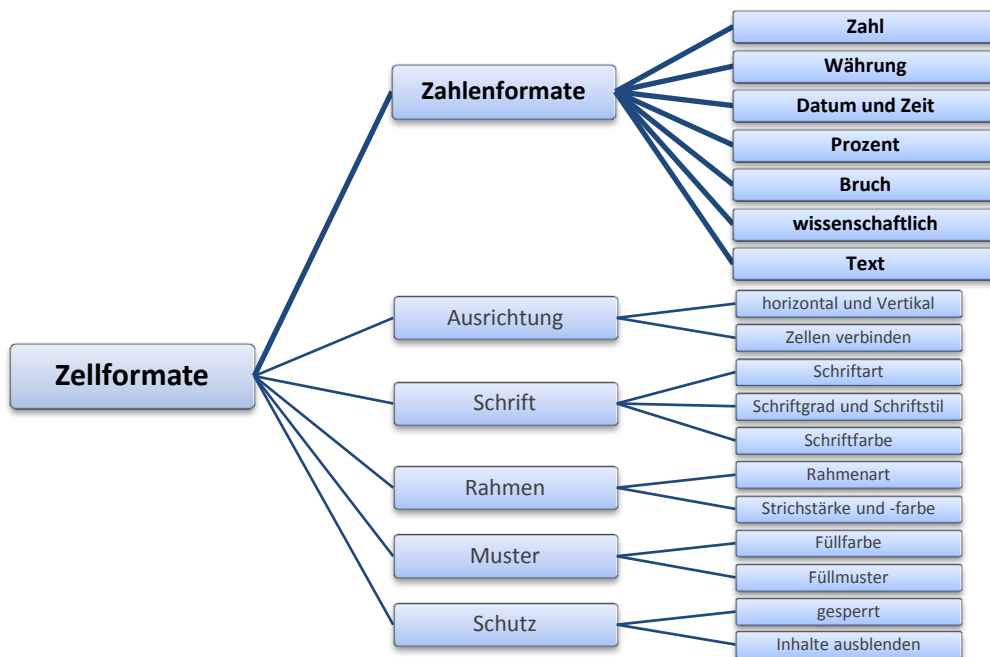 Zellformate
Zahlenformate
Zahl
Währung
Datum und Zeit
Prozent
Bruch
wissenschaftlich
Text
Ausrichtung
horizontal und Vertikal
Zellen verbinden
Schrift
Schriftart
Schriftgrad und Schriftstil
Schriftfarbe
Rahmen
Rahmenart
Strichstärke und -farbe
Muster
Füllfarbe
Füllmuster
Schutz
gesperrt
Inhalte ausblenden